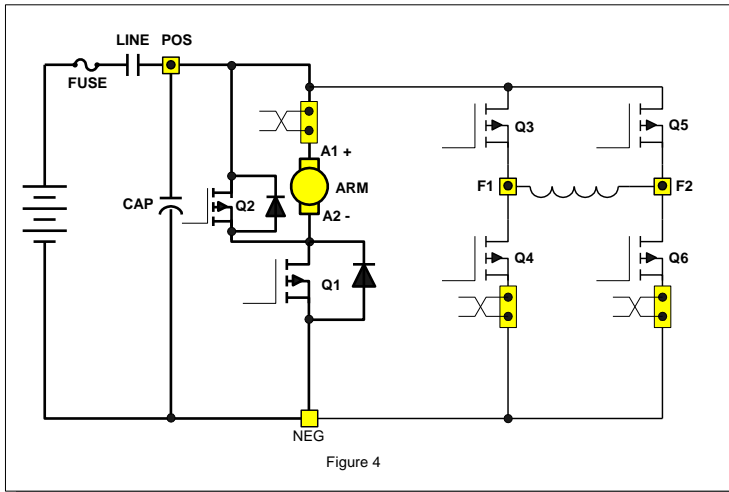 LINE POS
FUSE
Q3
Q5
A1 +
ARM
F1
F2
CAP
Q2
A2 -
Q4
Q6
Q1
NEG
Figure 4